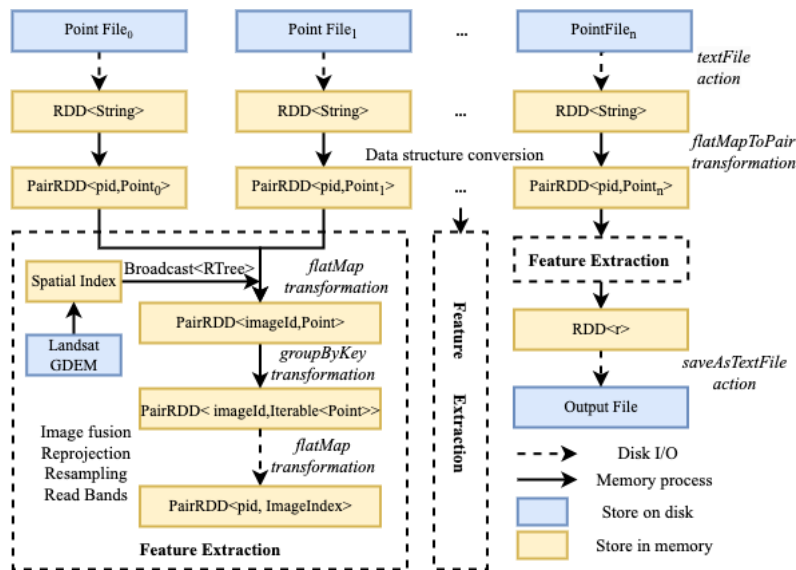 Point File0
Point File1
...
PointFilen
textFile
action
RDD<String>
RDD<String>
...
RDD<String>
Data structure conversion
flatMapToPair
transformation
PairRDD<pid,Point0>
PairRDD<pid,Point1>
...
PairRDD<pid,Pointn>
Broadcast<RTree>
Spatial Index
flatMap
transformation
Landsat
GDEM
PairRDD<imageId,Point>
groupByKey
transformation
PairRDD< imageId,Iterable<Point>>
Image fusion
Reprojection
Resampling
Read Bands
flatMap
transformation
PairRDD<pid, ImageIndex>
Feature Extraction
Feature Extraction
Feature Extraction
RDD<r>
saveAsTextFile
action
Output File
Disk I/O
Memory process
Store on disk
Store in memory